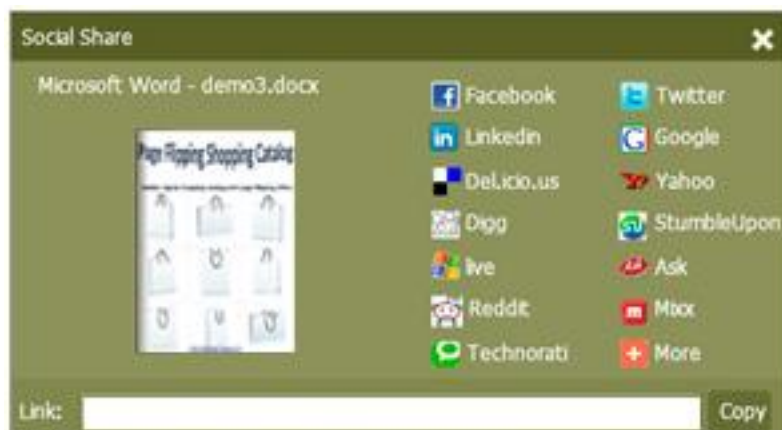 Social Share
Microsoft Word - demo3.docx
Page Flipping Shopping Catalog
Facebook
Twitter
Linkedin
Google
Del.icio.us
Yahoo
Digg
StumbleUpon
live
Ask
Reddit
Mixx
Technorati
More
Link:
Copy